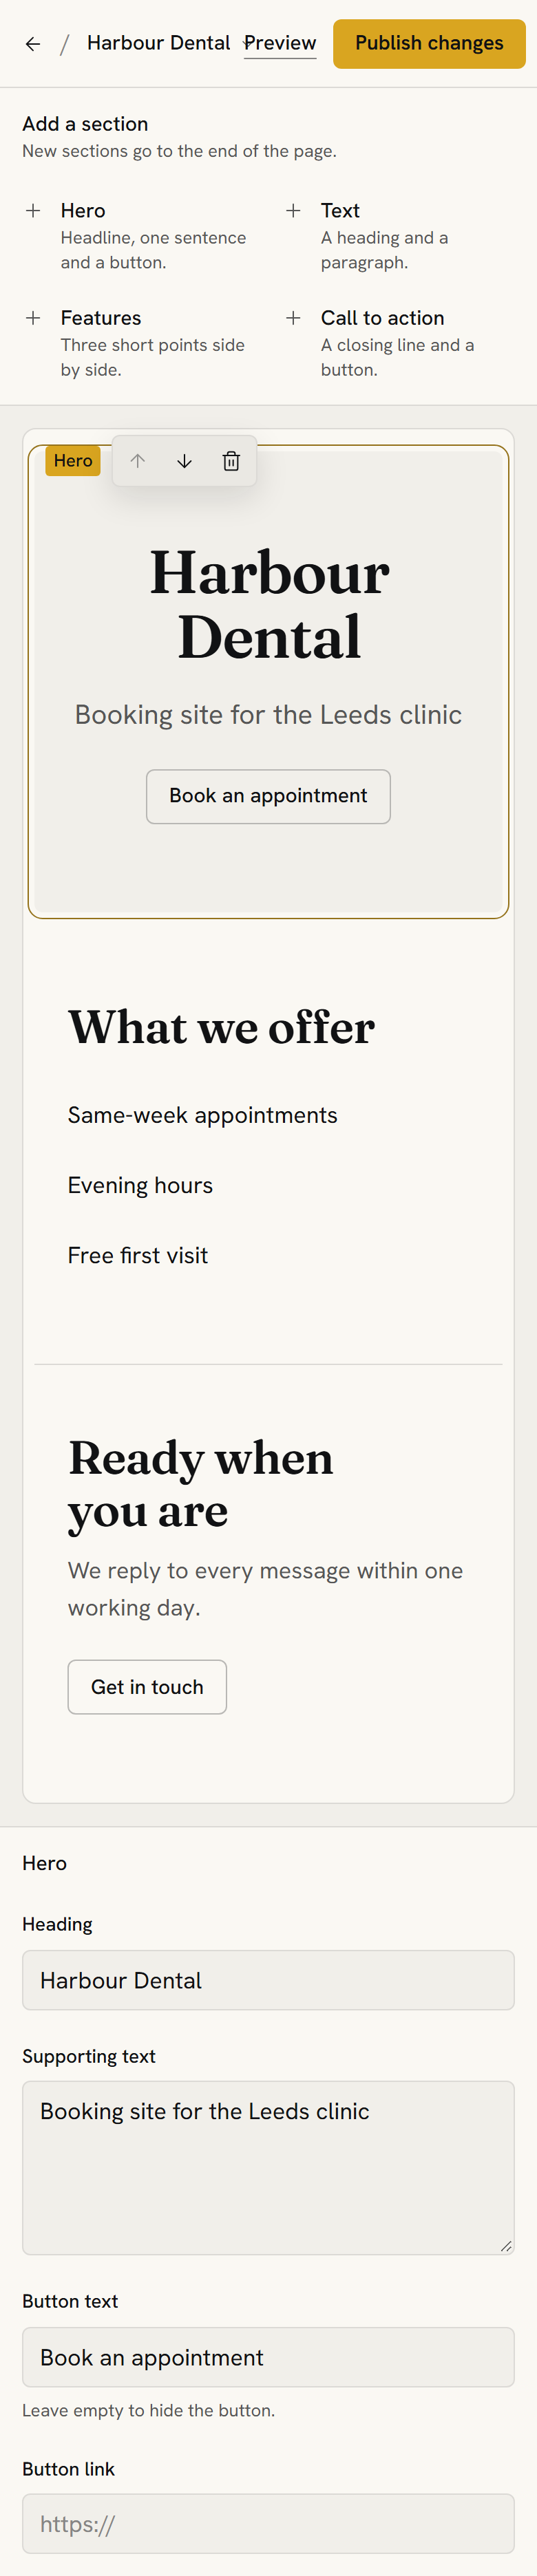 / Harbour Dental Preview Publish changes
Add a section
New sections go to the end of the page.
Hero
Headline, one sentence
and a button.
Text
A heading and a
paragraph.
Features
Three short points side
by side.
Call to action
A closing line and a
button.
Hero
Harbour
Dental
Booking site for the Leeds clinic
Book an appointment
What we offer
Same-week appointments
Evening hours
Free first visit
Ready when
you are
We reply to every message within one
working day.
Get in touch
Hero
Heading
Harbour Dental
Supporting text
Booking site for the Leeds clinic
Button text
Book an appointment
Leave empty to hide the button.
Button link
https://